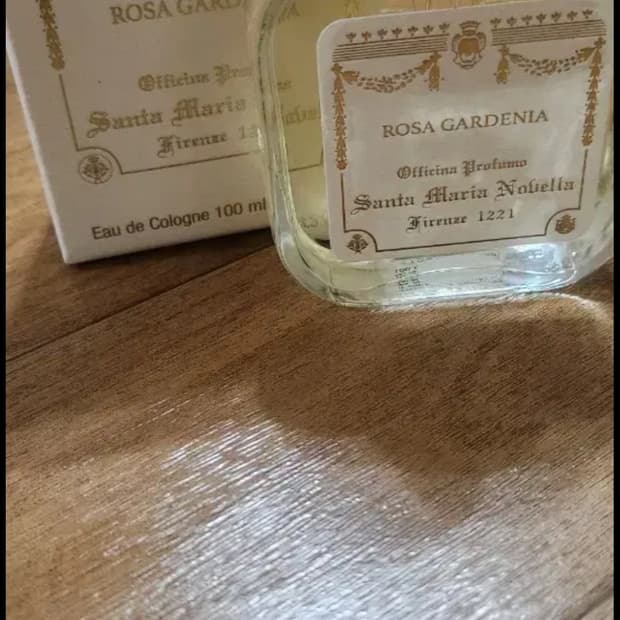 ROSA GARDENIA
Officina Profumo
Santa Maria Novella
Firenze
Eau de Cologne 100 ml
ROSA GARDENIA
Officina Profumo
Santa Maria Novella
Firenze 1221